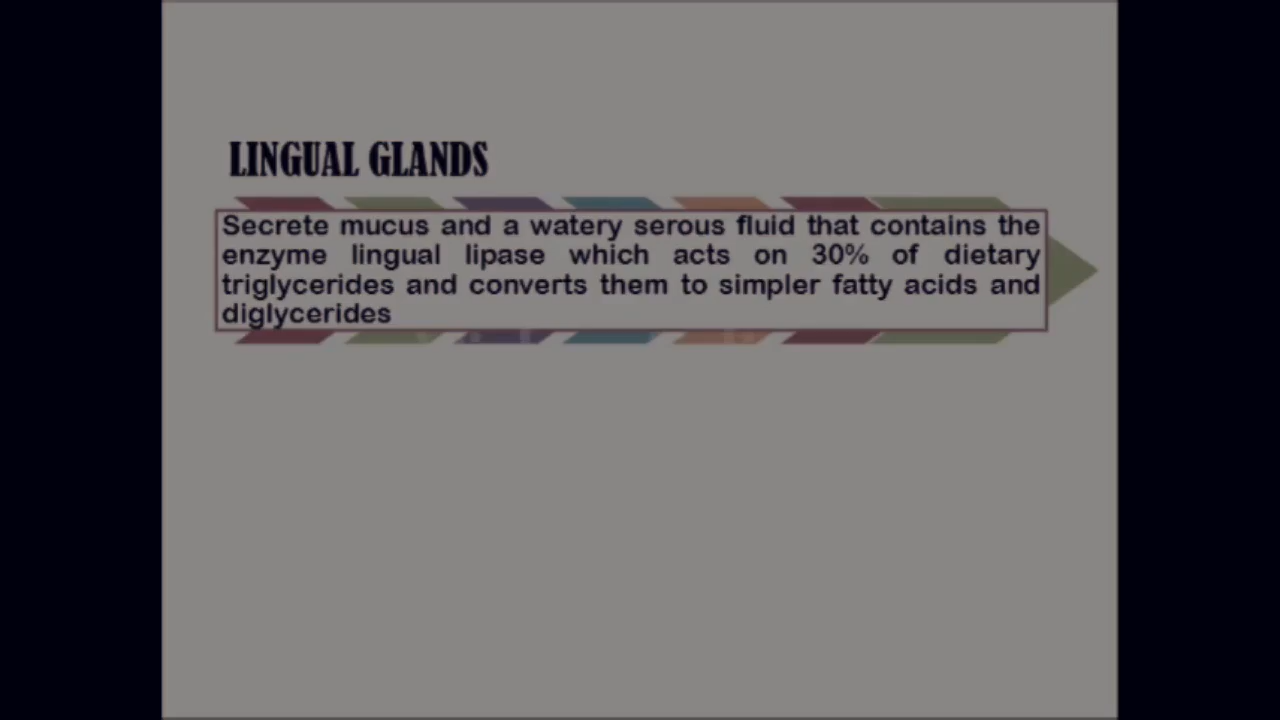 LINGUAL GLANDS
Secrete mucus and a watery serous fluid that contains the
enzyme lingual lipase which acts on 30% of dietary
triglycerides and converts them to simpler fatty acids and
diglycerides